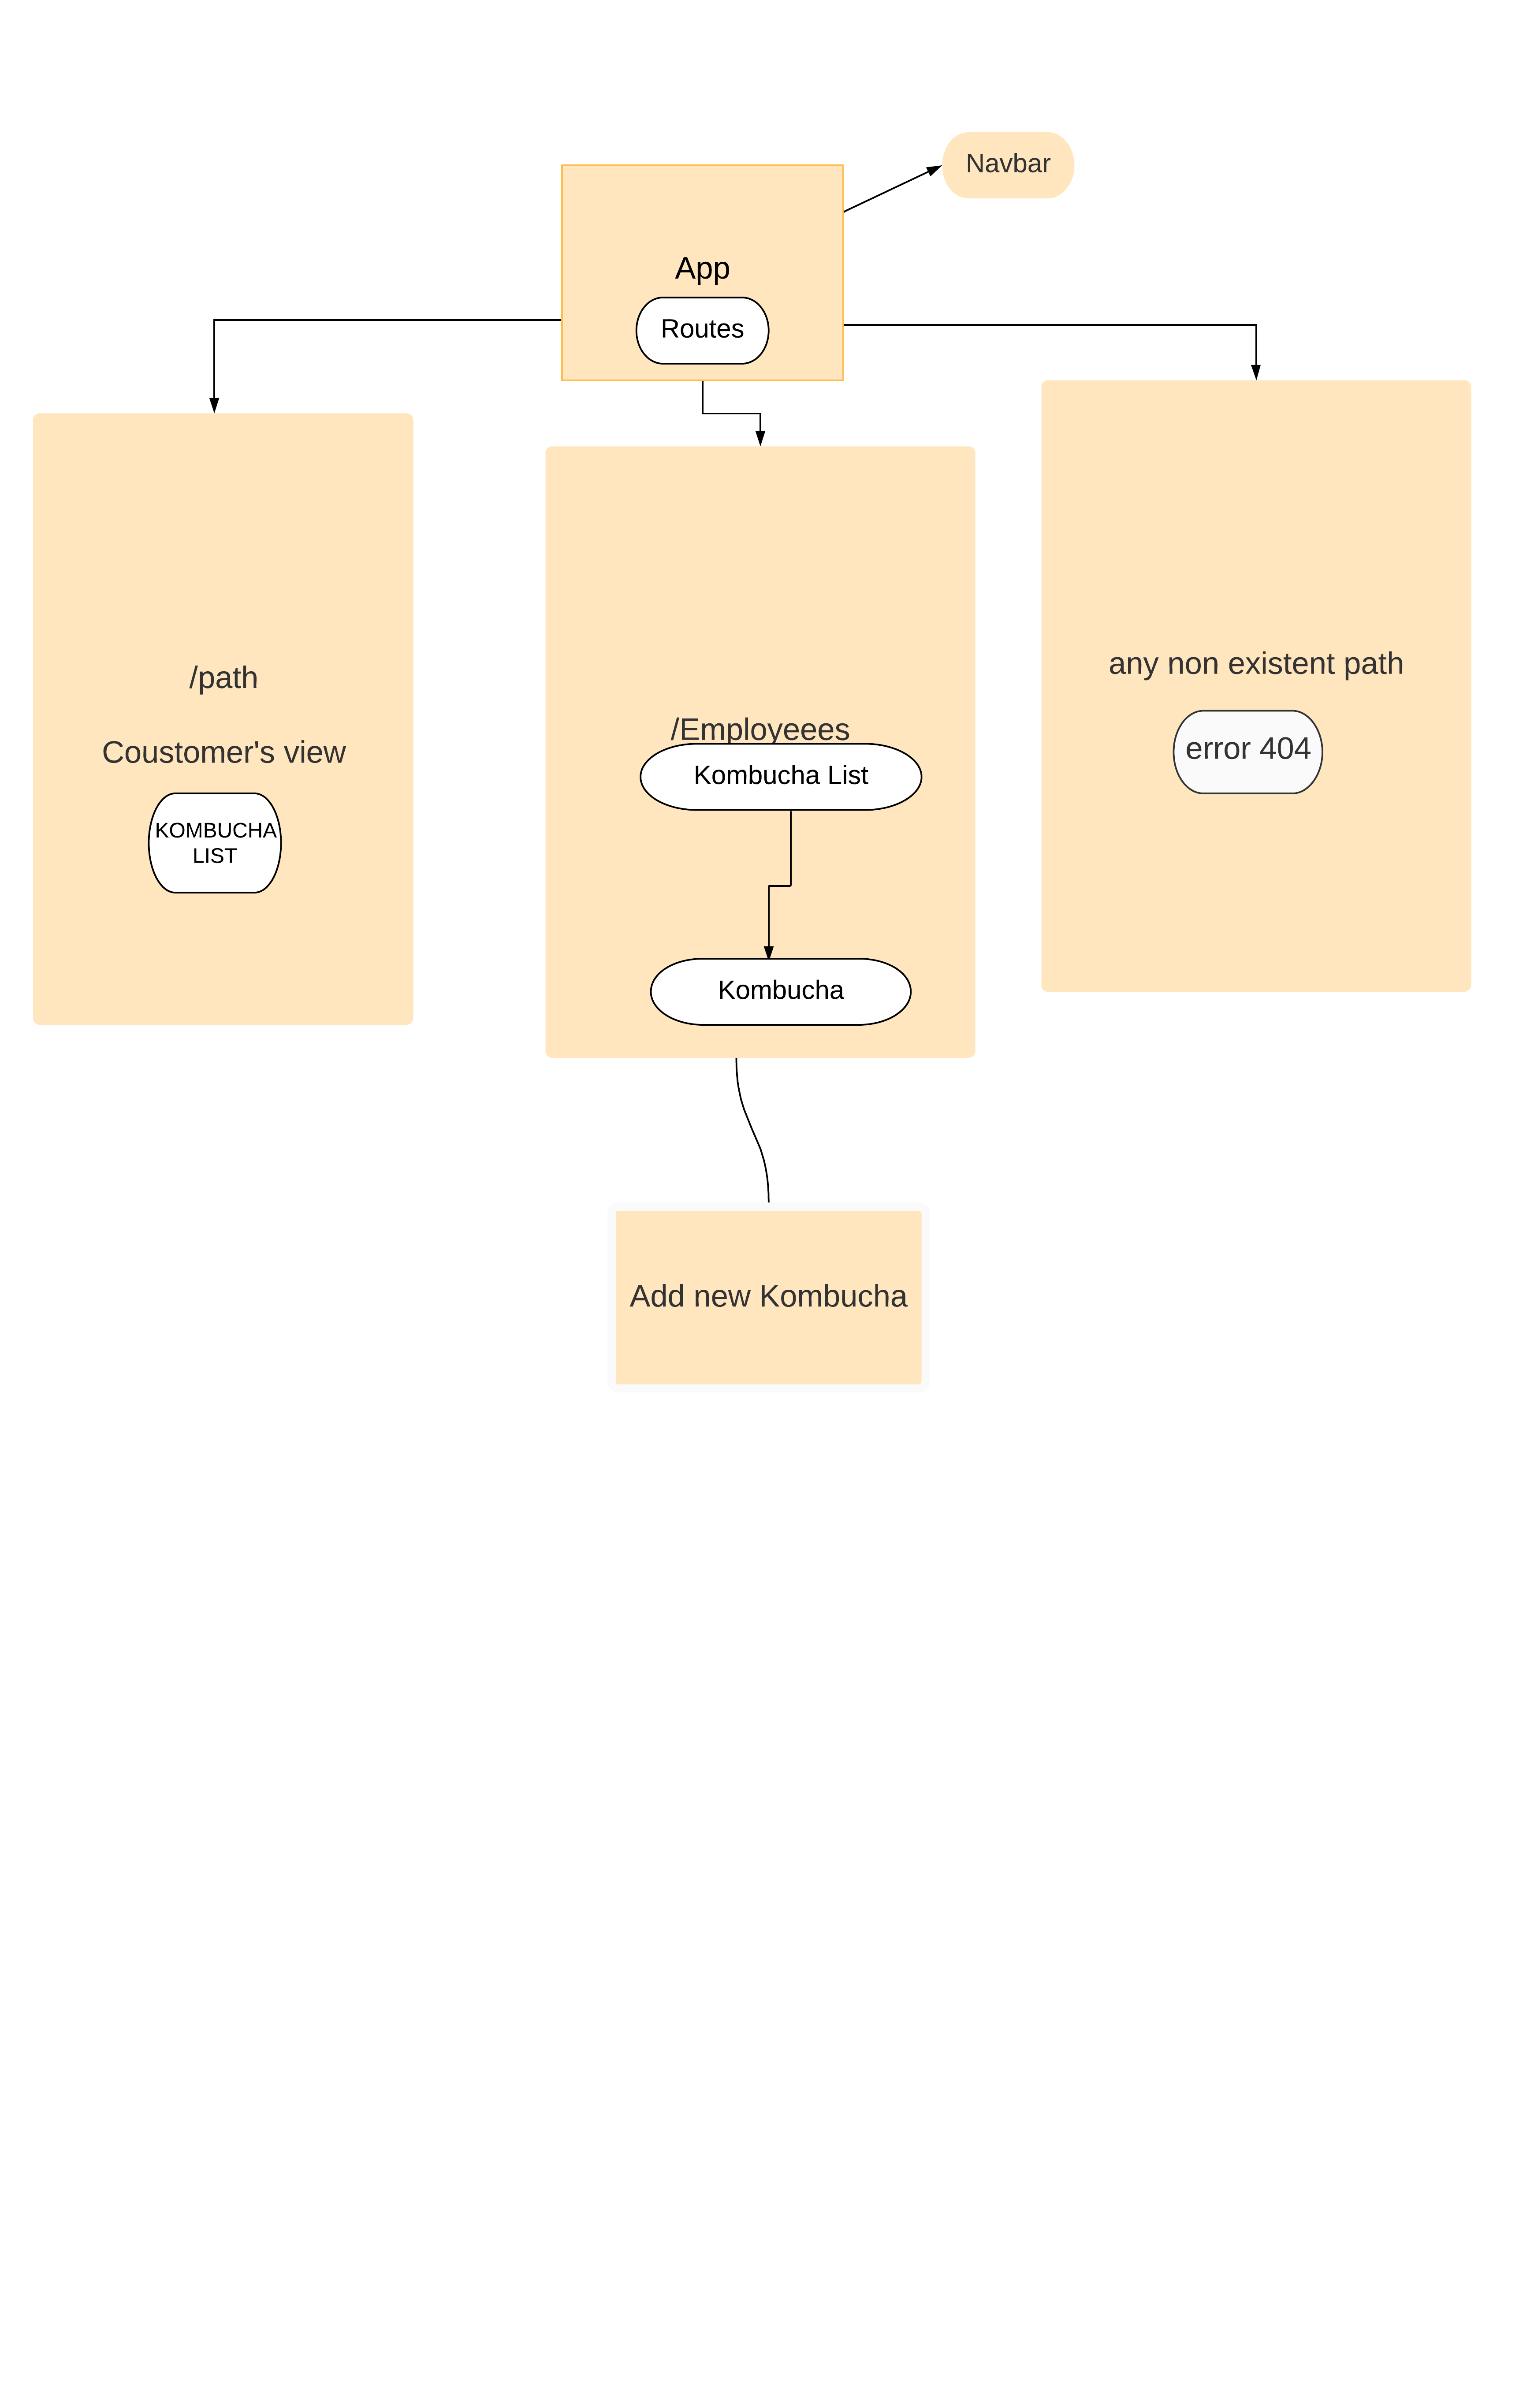 Navbar
App
Routes
/path
Coustomer's view
KOMBUCHA
LIST
/Employeees
Kombucha List
Kombucha
any non existent path
error 404
Add new Kombucha